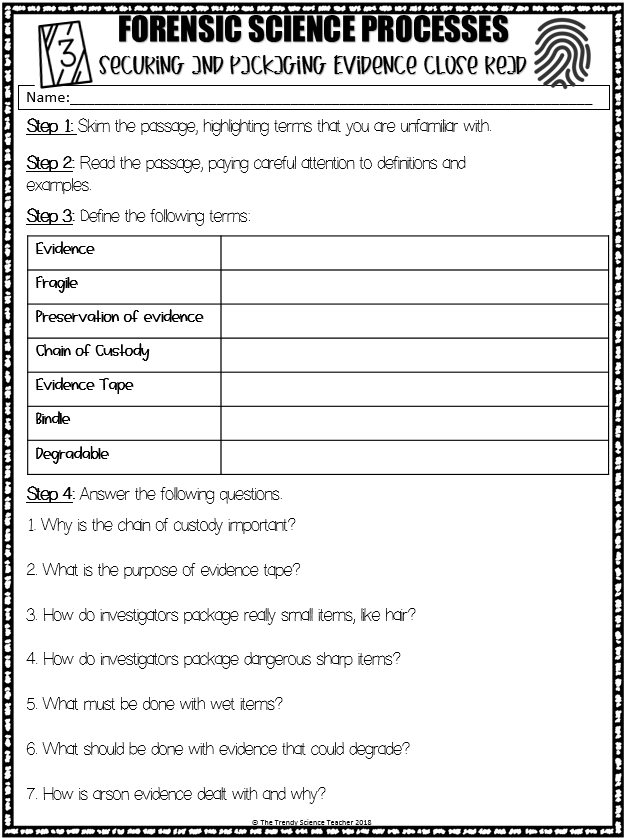 FORENSIC SCIENCE PROCESSES
3
SECURING AND PACKAGING EVIDENCE CLOSE READ
Name:
Step 1: Skim the passage, highlighting terms that you are unfamiliar with.
Step 2: Read the passage, paying careful attention to definitions and
examples.
Step 3: Define the following terms:
Evidence
Fragile
Preservation of evidence
Chain of Custody
Evidence Tape
Bindle
Degradable
Step 4: Answer the following questions.
1. Why is the chain of custody important?
2. What is the purpose of evidence tape?
3. How do investigators package really small items, like hair?
4. How do investigators package dangerous sharp items?
5. What must be done with wet items?
6. What should be done with evidence that could degrade?
7. How is arson evidence dealt with and why?
© The Trendy Science Teacher 2018